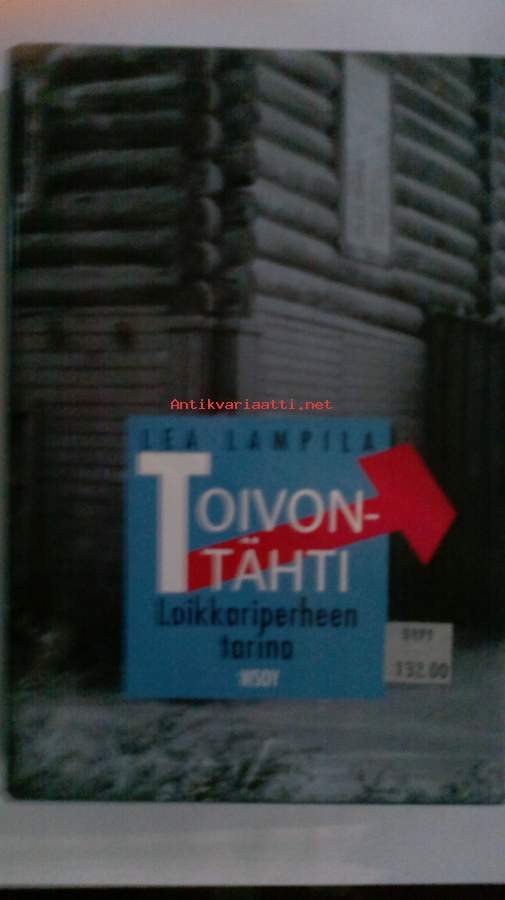 Antikvariaatti.net
LEA LAMPILA
TOIVON-
TÄHTI
Loikkariperheen
tarina
WSOY
132.00